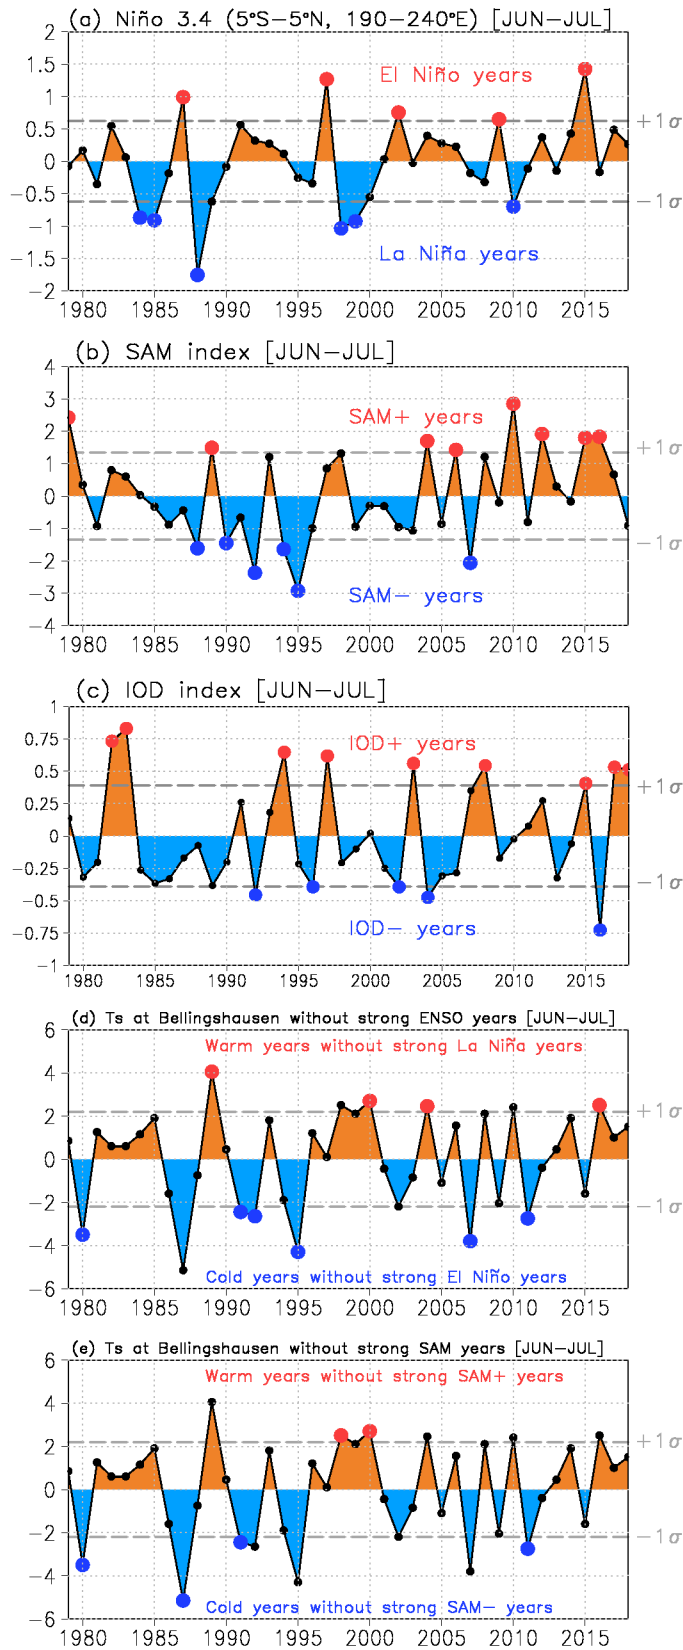 (a) Niño 3.4 (5°S−5°N, 190−240°E) [JUN−JUL]
2
1.5
El Niño years
1
+1σ
0.5
0
−0.5
−1σ
−1
La Niña years
−1.5
−2
1980 1985 1990 1995 2000 2005 2010 2015
(b) SAM index [JUN−JUL]
4
3
SAM+ years
2
+1σ
1
0
−1
−1σ
−2
SAM− years
−3
−4
1980 1985 1990 1995 2000 2005 2010 2015
(c) IOD index [JUN−JUL]
1
0.75
IOD+ years
0.5
+1σ
0.25
0
−0.25
−1σ
−0.5
IOD− years
−0.75
−1
1980 1985 1990 1995 2000 2005 2010 2015
(d) Ts at Bellingshausen without strong ENSO years [JUN−JUL]
6
Warm years without strong La Niña years
4
+1σ
2
0
−1σ
−2
−4
Cold years without strong El Niño years
−6
1980 1985 1990 1995 2000 2005 2010 2015
(e) Ts at Bellingshausen without strong SAM years [JUN−JUL]
6
Warm years without strong SAM+ years
4
+1σ
2
0
−1σ
−2
−4
Cold years without strong SAM− years
−6
1980 1985 1990 1995 2000 2005 2010 2015